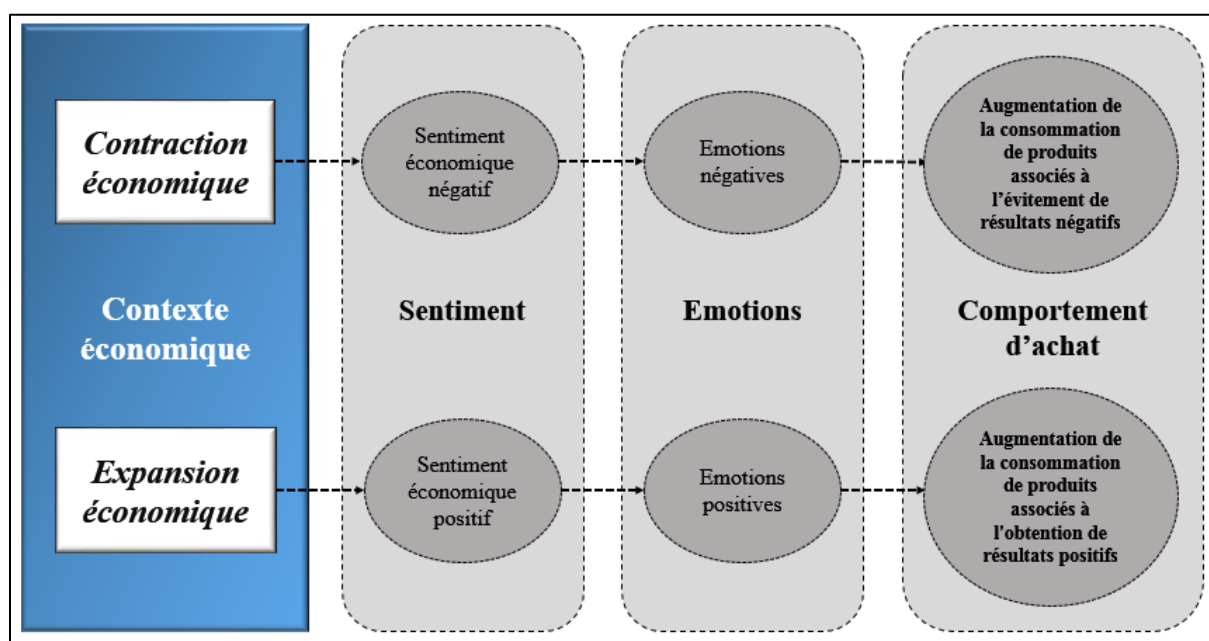 Contraction
économique
Sentiment
économique
négatif
Emotions
négatives
Augmentation de
la consommation
de produits
associés à
l'évitement de
résultats négatifs
Contexte
économique
Sentiment
Emotions
Comportement
d'achat
Expansion
économique
Sentiment
économique
positif
Emotions
positives
Augmentation de
la consommation
de produits
associés à
l'obtention de
résultats positifs